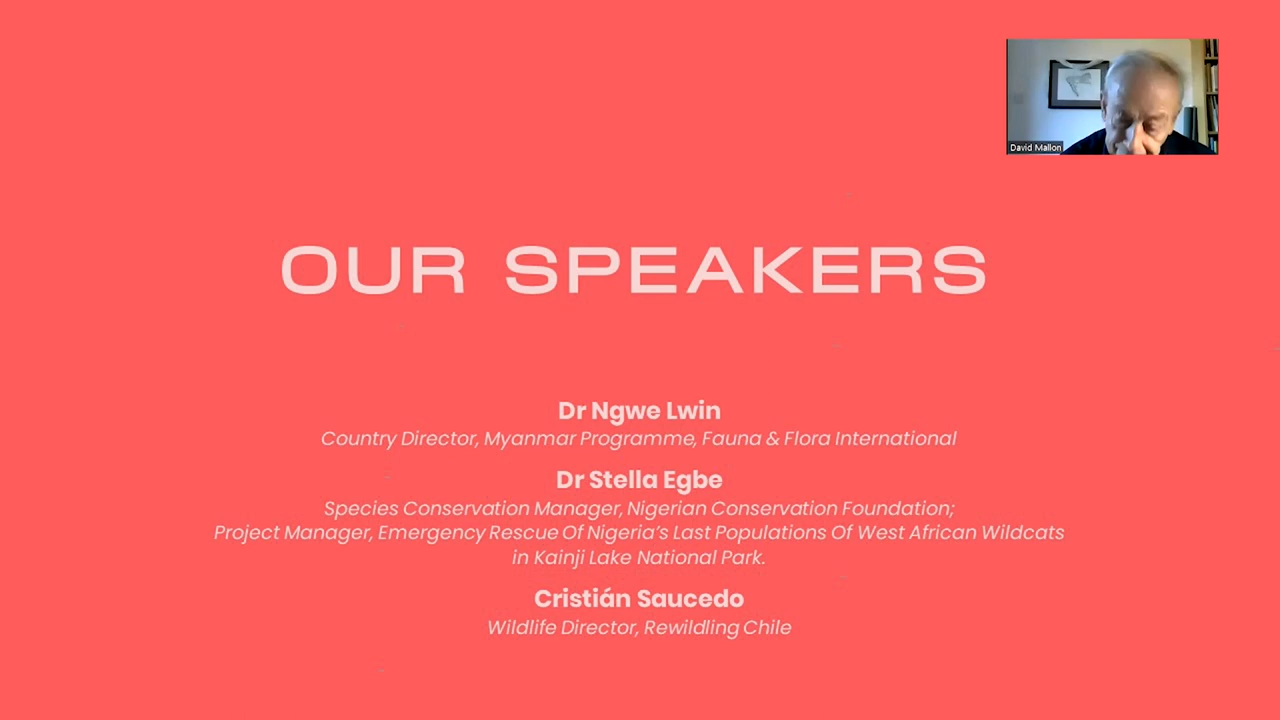 David Mallon
OUR SPEAKERS
Dr Ngwe Lwin
Country Director, Myanmar Programme, Fauna & Flora International
Dr Stella Egbe
Species Conservation Manager, Nigerian Conservation Foundation;
Project Manager, Emergency Rescue Of Nigeria's Last Populations Of West African Wildcats
in Kainji Lake National Park.
Cristián Saucedo
Wildlife Director, Rewildling Chile